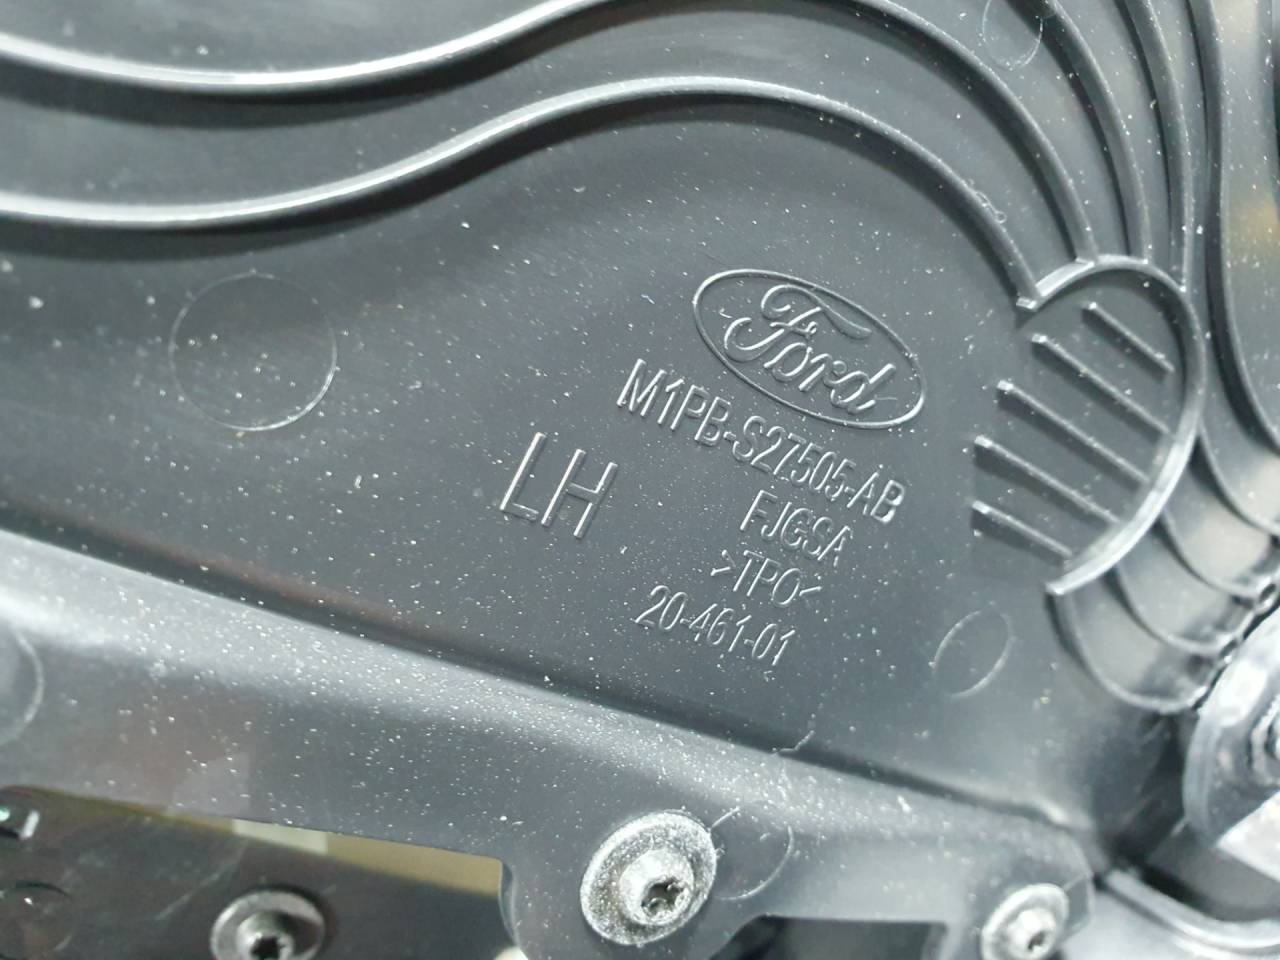 Ford
M1PB-S27505-AB
LH
FJGSA
>TPO<
20-461-01